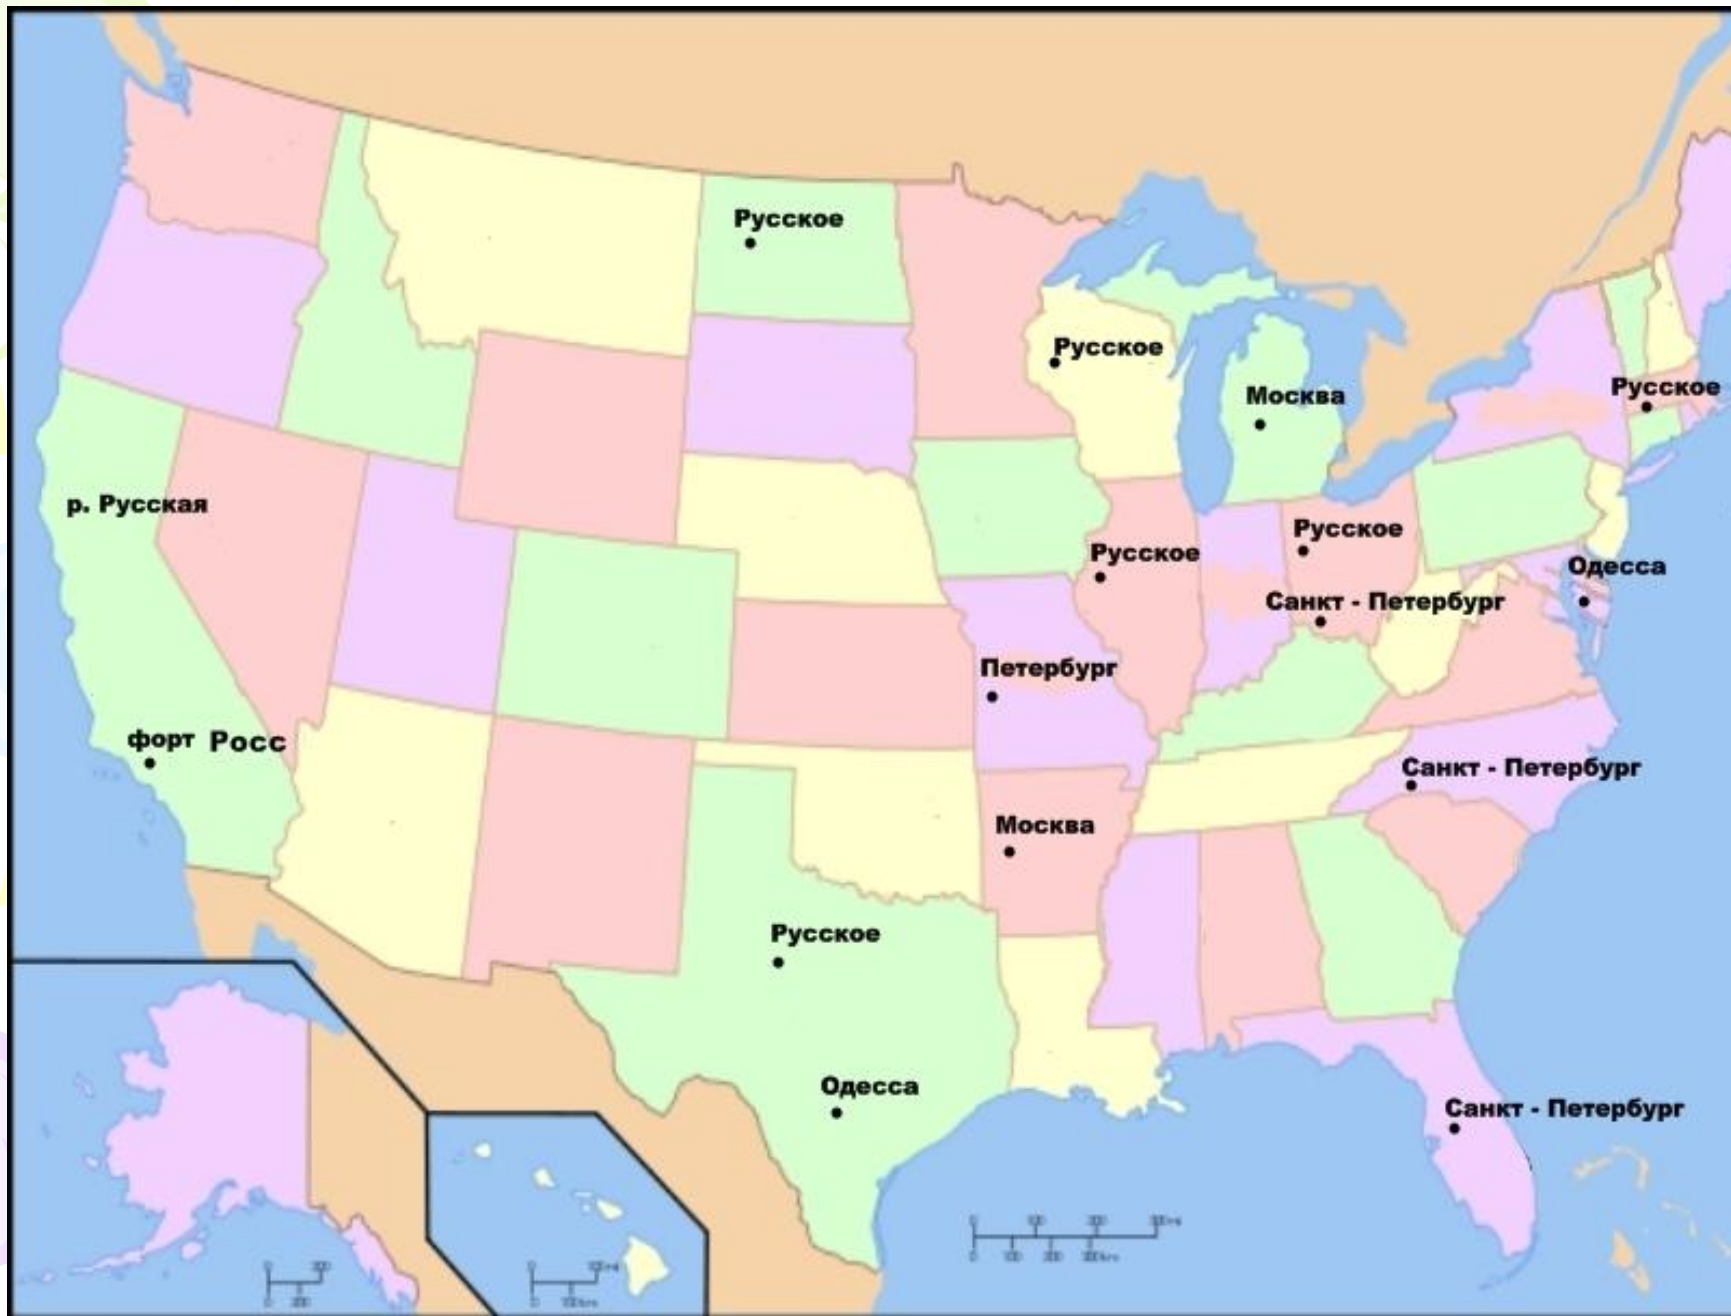 Русское
Русское
Москва
Русское
р. Русская
Русское
Русское
Одесса
Санкт - Петербург
Петербург
форт Росс
Санкт - Петербург
Москва
Русское
Одесса
Санкт - Петербург